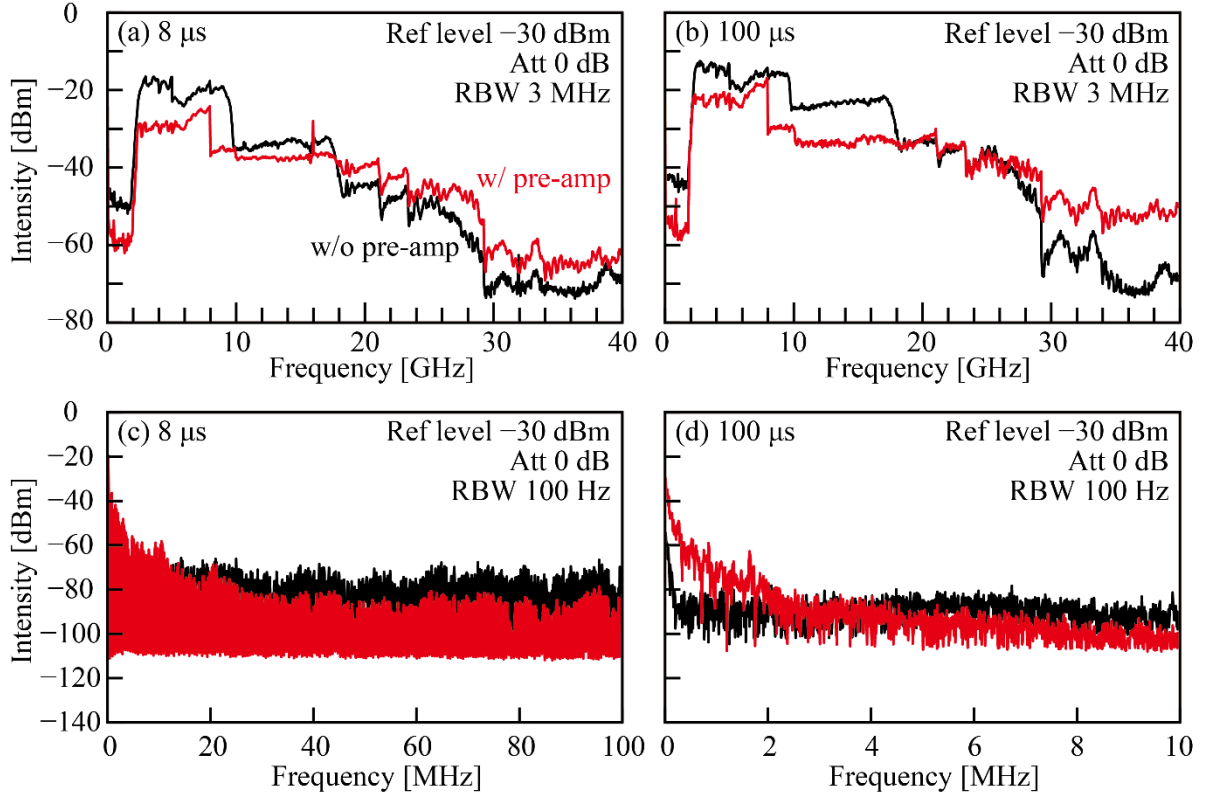 (a) 8 μs
Ref level −30 dBm
Att 0 dB
RBW 3 MHz
w/ pre-amp
w/o pre-amp
Intensity [dBm]
0
−20
−40
−60
−80
0 10 20 30 40
Frequency [GHz]
(b) 100 μs
Ref level −30 dBm
Att 0 dB
RBW 3 MHz
0 10 20 30 40
Frequency [GHz]
(c) 8 μs
Ref level −30 dBm
Att 0 dB
RBW 100 Hz
Intensity [dBm]
0
−20
−40
−60
−80
−100
−120
−140
0 20 40 60 80 100
Frequency [MHz]
(d) 100 μs
Ref level −30 dBm
Att 0 dB
RBW 100 Hz
0 2 4 6 8 10
Frequency [MHz]